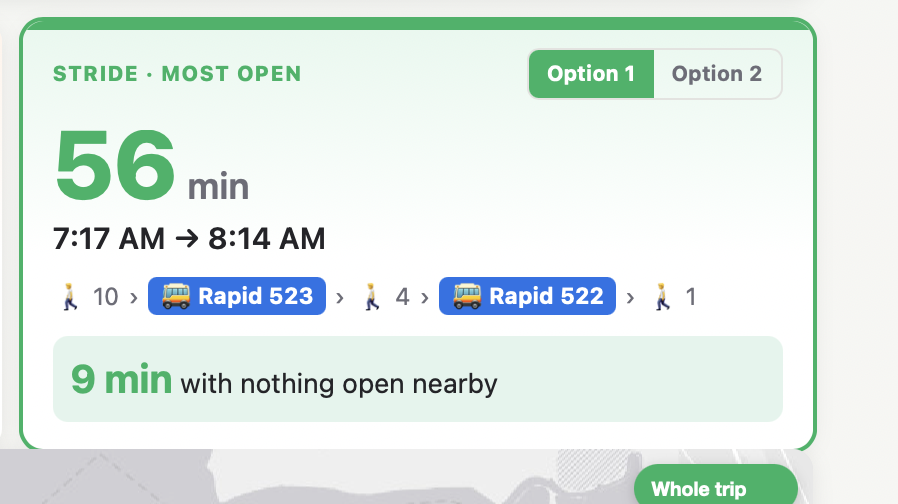 STRIDE · MOST OPEN
Option 1 Option 2
56 min
7:17 AM → 8:14 AM
10 › Rapid 523 › 4 › Rapid 522 › 1
9 min with nothing open nearby
Whole trip